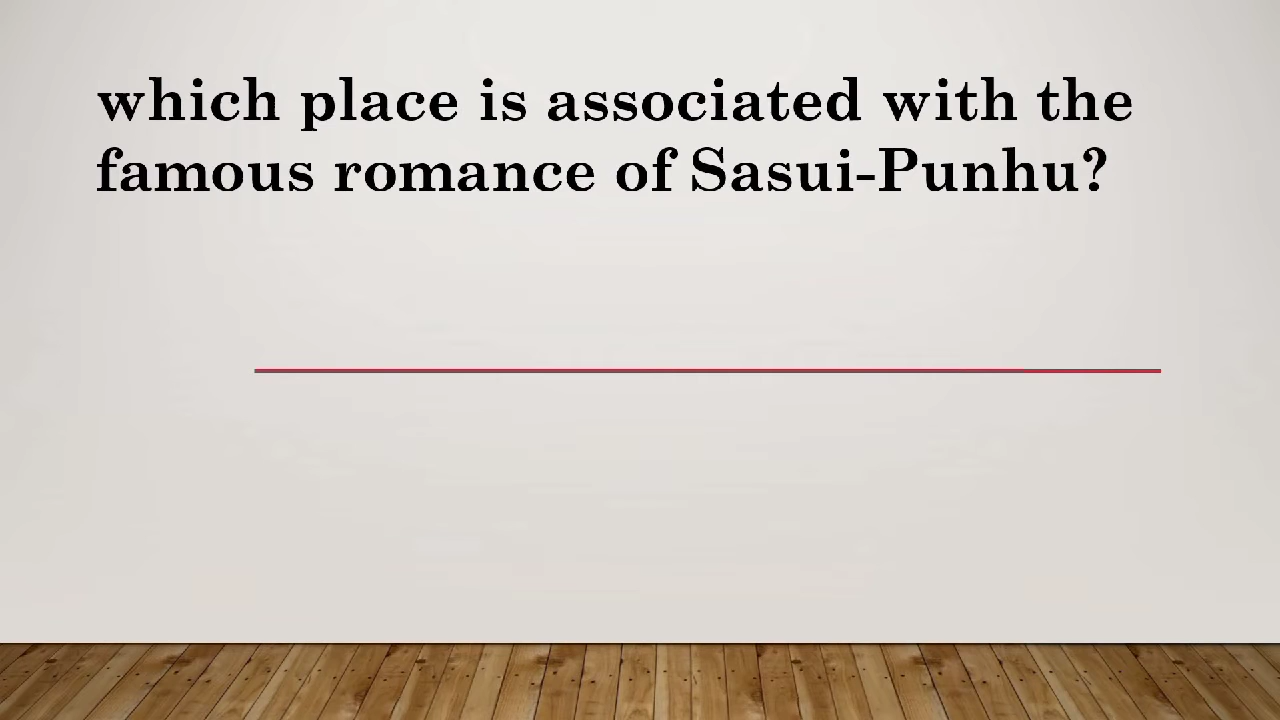 which place is associated with the
famous romance of Sasui-Punhu?